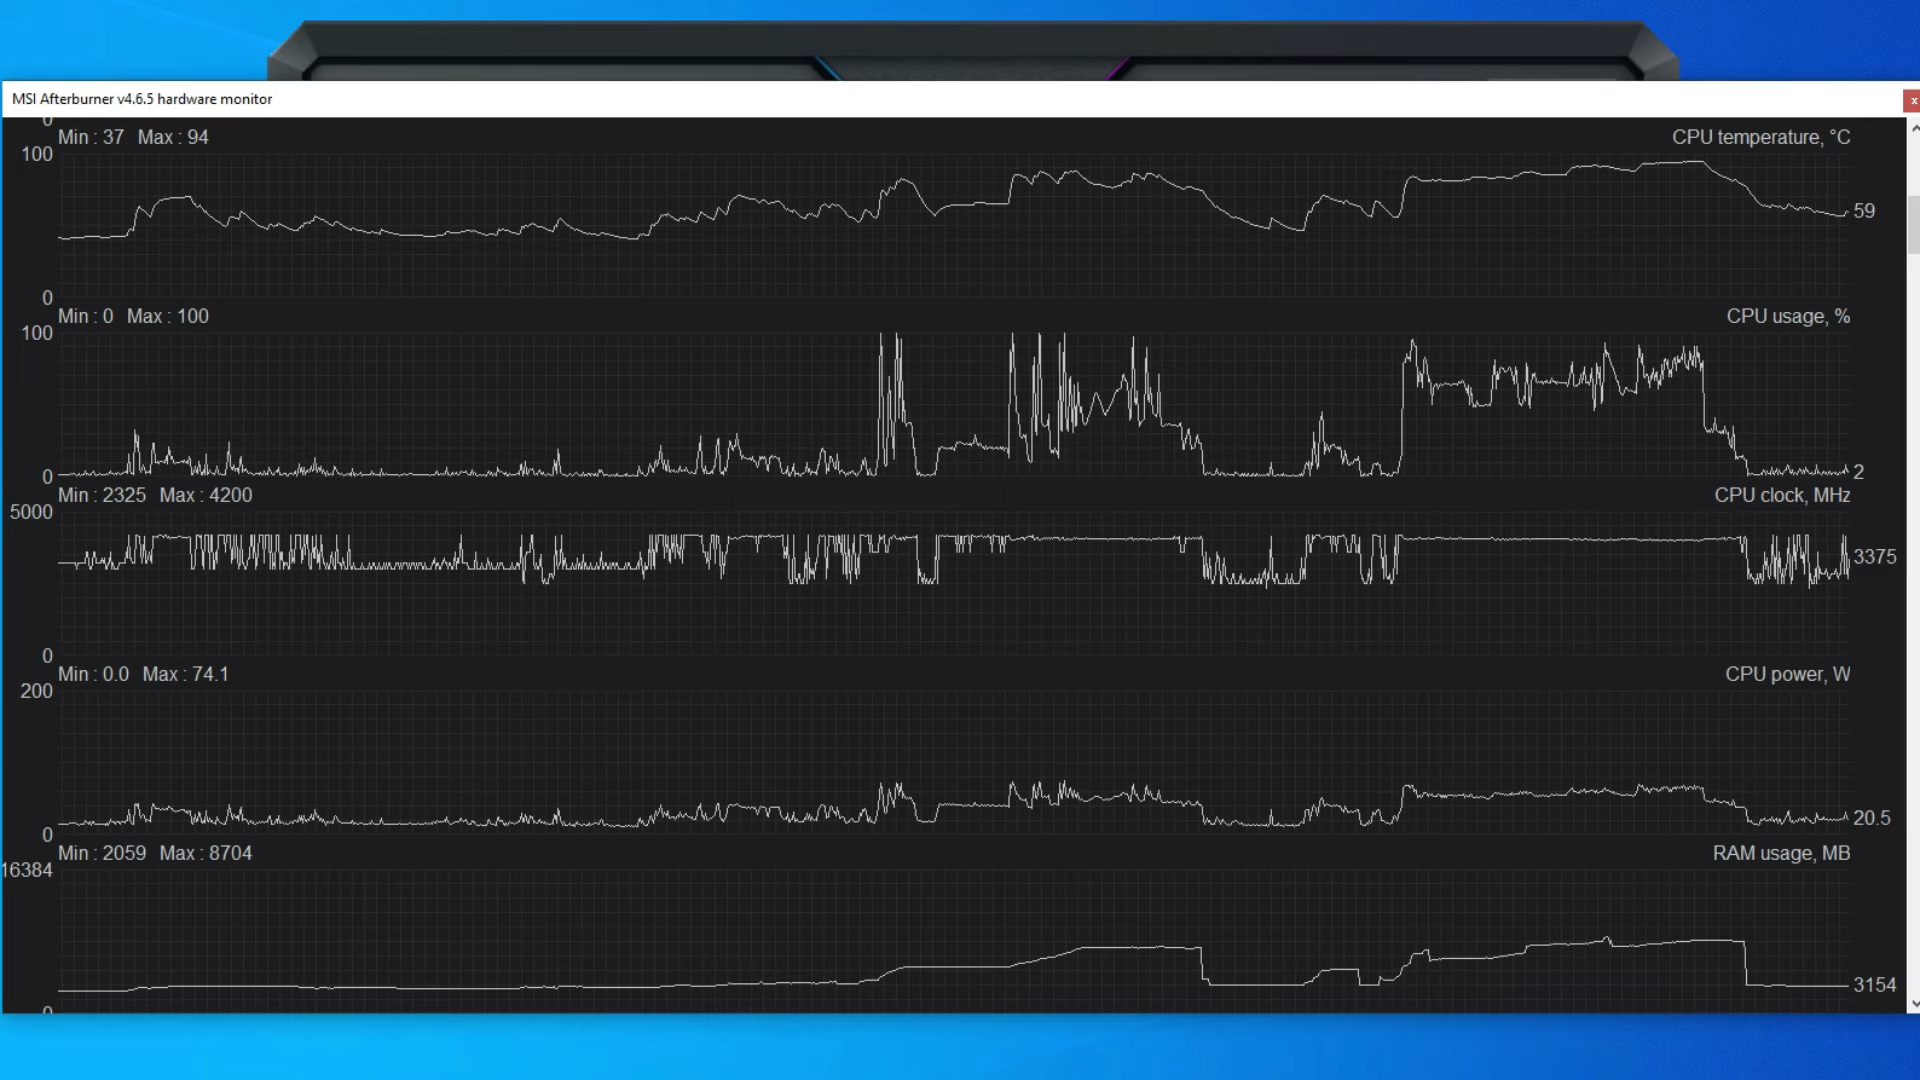 MSI Afterburner v4.6.5 hardware monitor
x
0
Min : 37 Max : 94
CPU temperature, °C
100
59
0
Min : 0 Max : 100
CPU usage, %
100
2
0
Min : 2325 Max : 4200
CPU clock, MHz
5000
3375
0
Min : 0.0 Max : 74.1
CPU power, W
200
20.5
0
Min : 2059 Max : 8704
RAM usage, MB
16384
3154
0